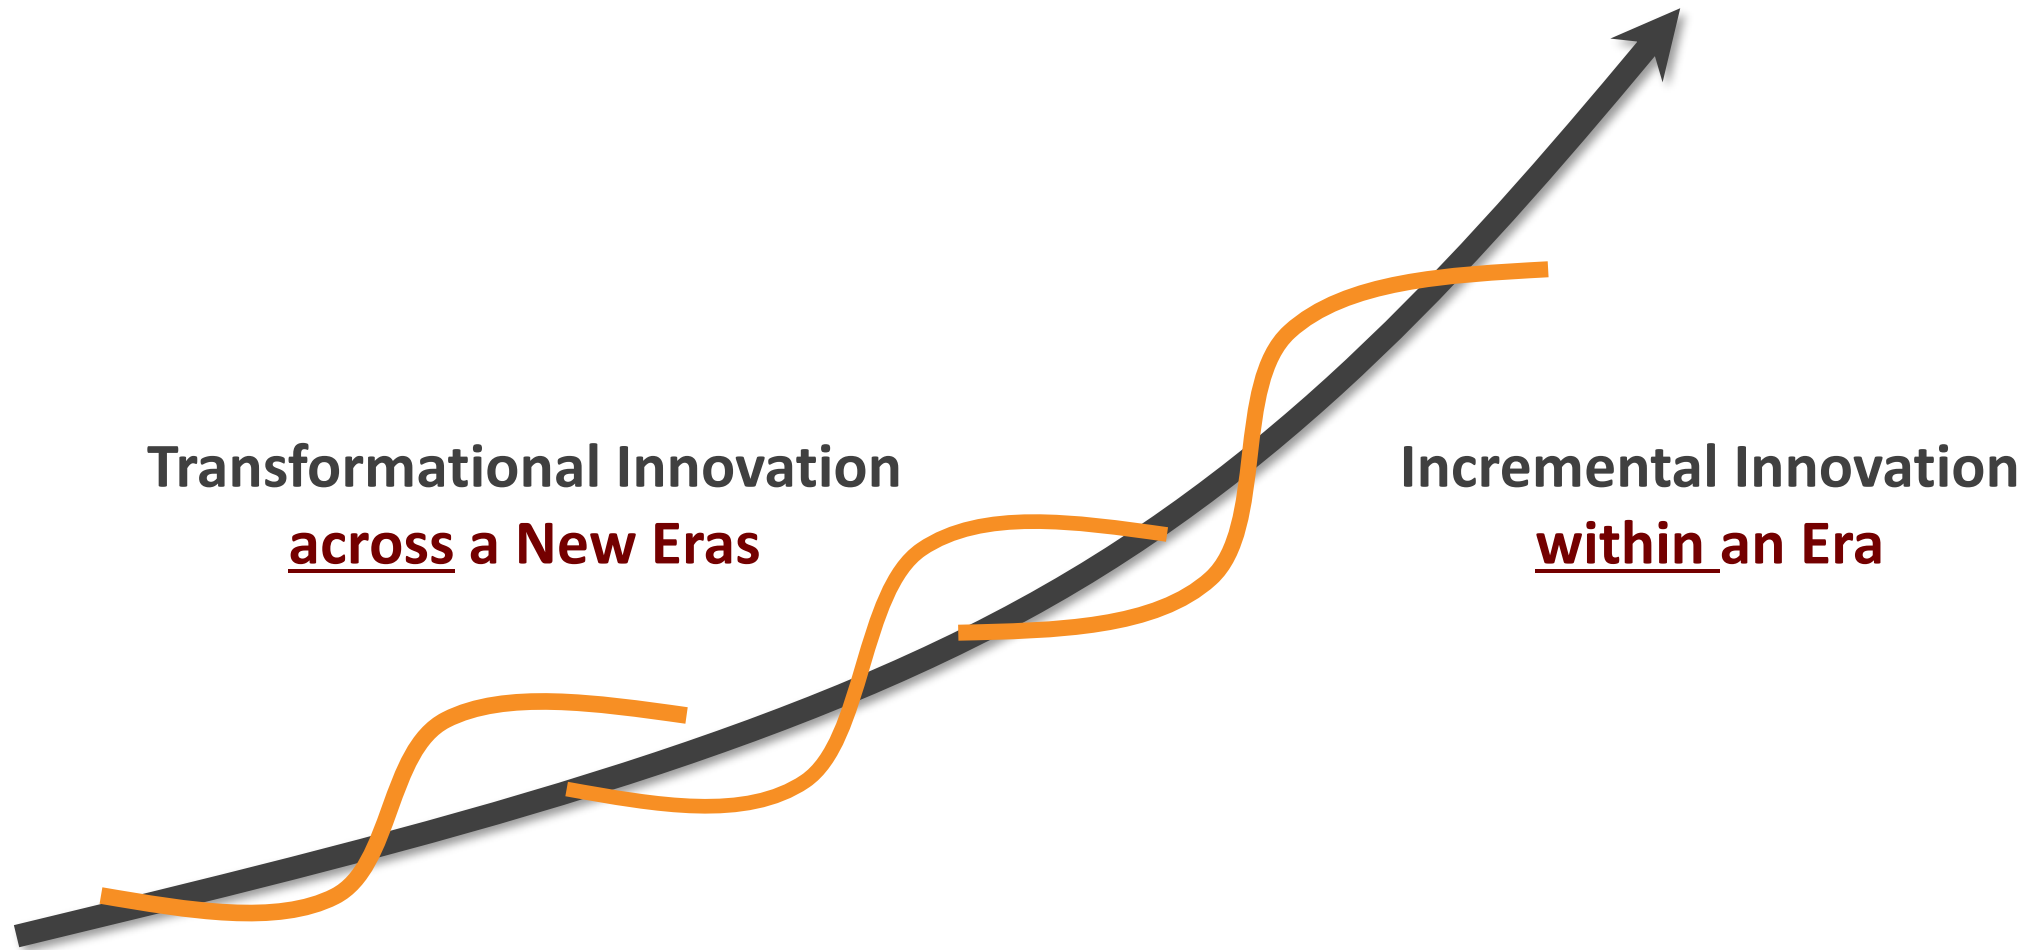 Transformational Innovation
across a New Eras
Incremental Innovation
within an Era